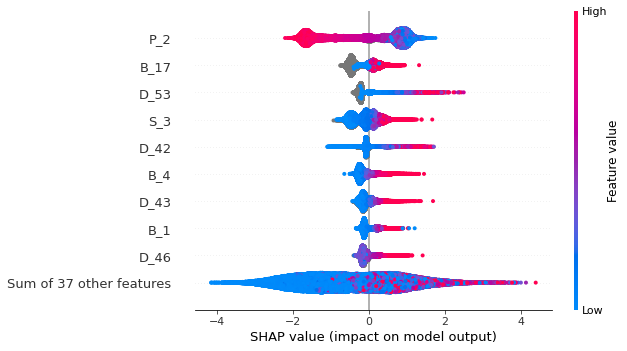 High
P_2
B_17
D_53
S_3
D_42
B_4
D_43
B_1
D_46
Sum of 37 other features
Feature value
Low
−4
−2
0
2
4
SHAP value (impact on model output)